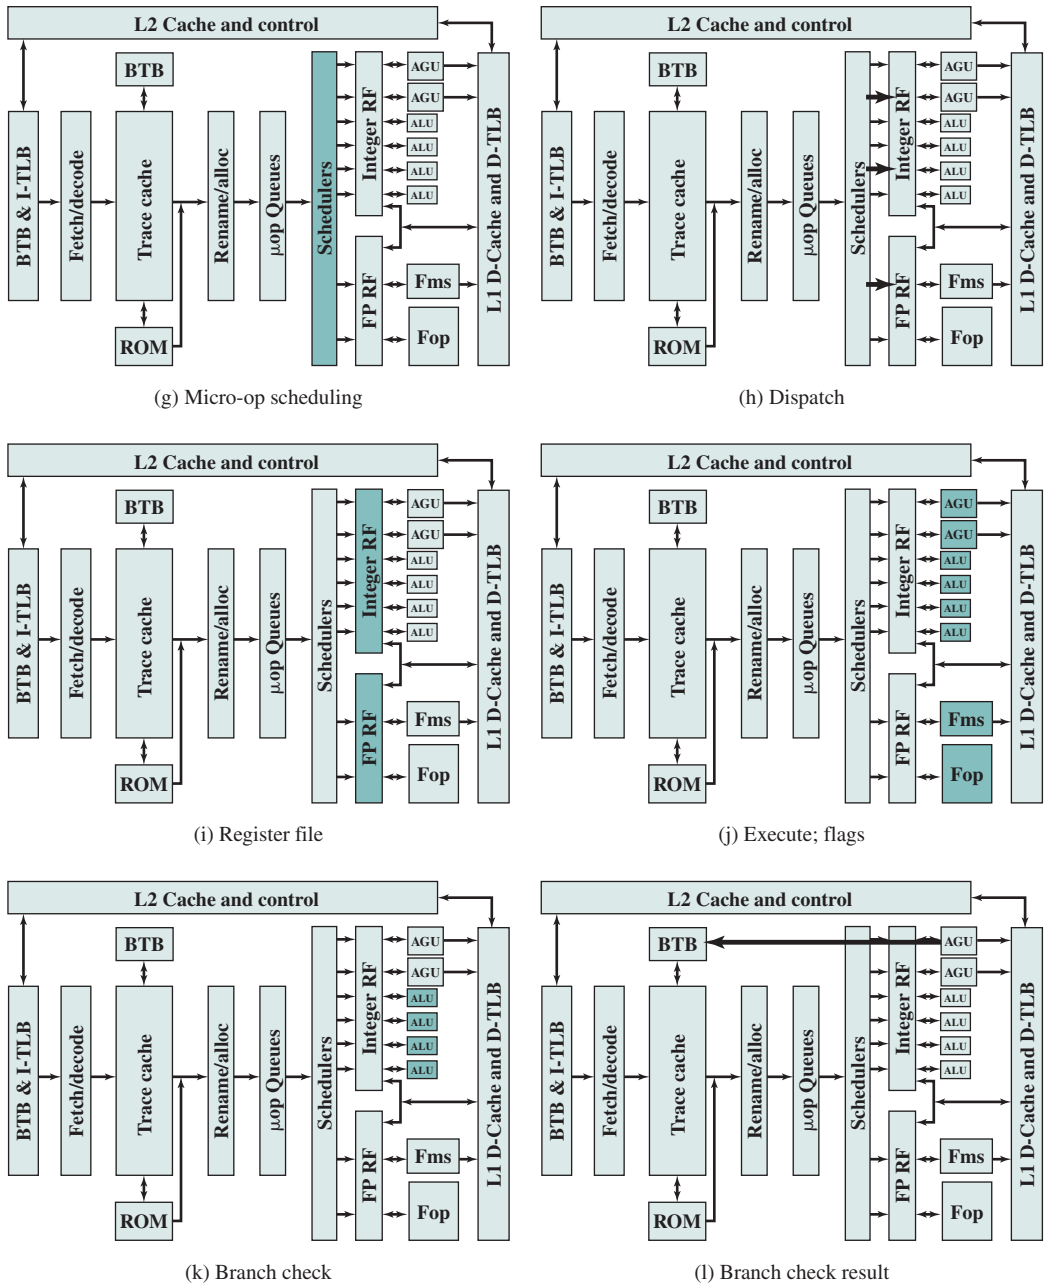 L2 Cache and control
BTB
BTB & I-TLB
Fetch/decode
Trace cache
ROM
Rename/alloc
µop Queues
Schedulers
Integer RF
FP RF
AGU
AGU
ALU
ALU
ALU
ALU
Fms
Fop
L1 D-Cache and D-TLB
(g) Micro-op scheduling
L2 Cache and control
BTB
BTB & I-TLB
Fetch/decode
Trace cache
ROM
Rename/alloc
µop Queues
Schedulers
Integer RF
FP RF
AGU
AGU
ALU
ALU
ALU
ALU
Fms
Fop
L1 D-Cache and D-TLB
(h) Dispatch
L2 Cache and control
BTB
BTB & I-TLB
Fetch/decode
Trace cache
ROM
Rename/alloc
µop Queues
Schedulers
Integer RF
FP RF
AGU
AGU
ALU
ALU
ALU
ALU
Fms
Fop
L1 D-Cache and D-TLB
(i) Register file
L2 Cache and control
BTB
BTB & I-TLB
Fetch/decode
Trace cache
ROM
Rename/alloc
µop Queues
Schedulers
Integer RF
FP RF
AGU
AGU
ALU
ALU
ALU
ALU
Fms
Fop
L1 D-Cache and D-TLB
(j) Execute; flags
L2 Cache and control
BTB
BTB & I-TLB
Fetch/decode
Trace cache
ROM
Rename/alloc
µop Queues
Schedulers
Integer RF
FP RF
AGU
AGU
ALU
ALU
ALU
ALU
Fms
Fop
L1 D-Cache and D-TLB
(k) Branch check
L2 Cache and control
BTB
BTB & I-TLB
Fetch/decode
Trace cache
ROM
Rename/alloc
µop Queues
Schedulers
Integer RF
FP RF
AGU
AGU
ALU
ALU
ALU
ALU
Fms
Fop
L1 D-Cache and D-TLB
(l) Branch check result